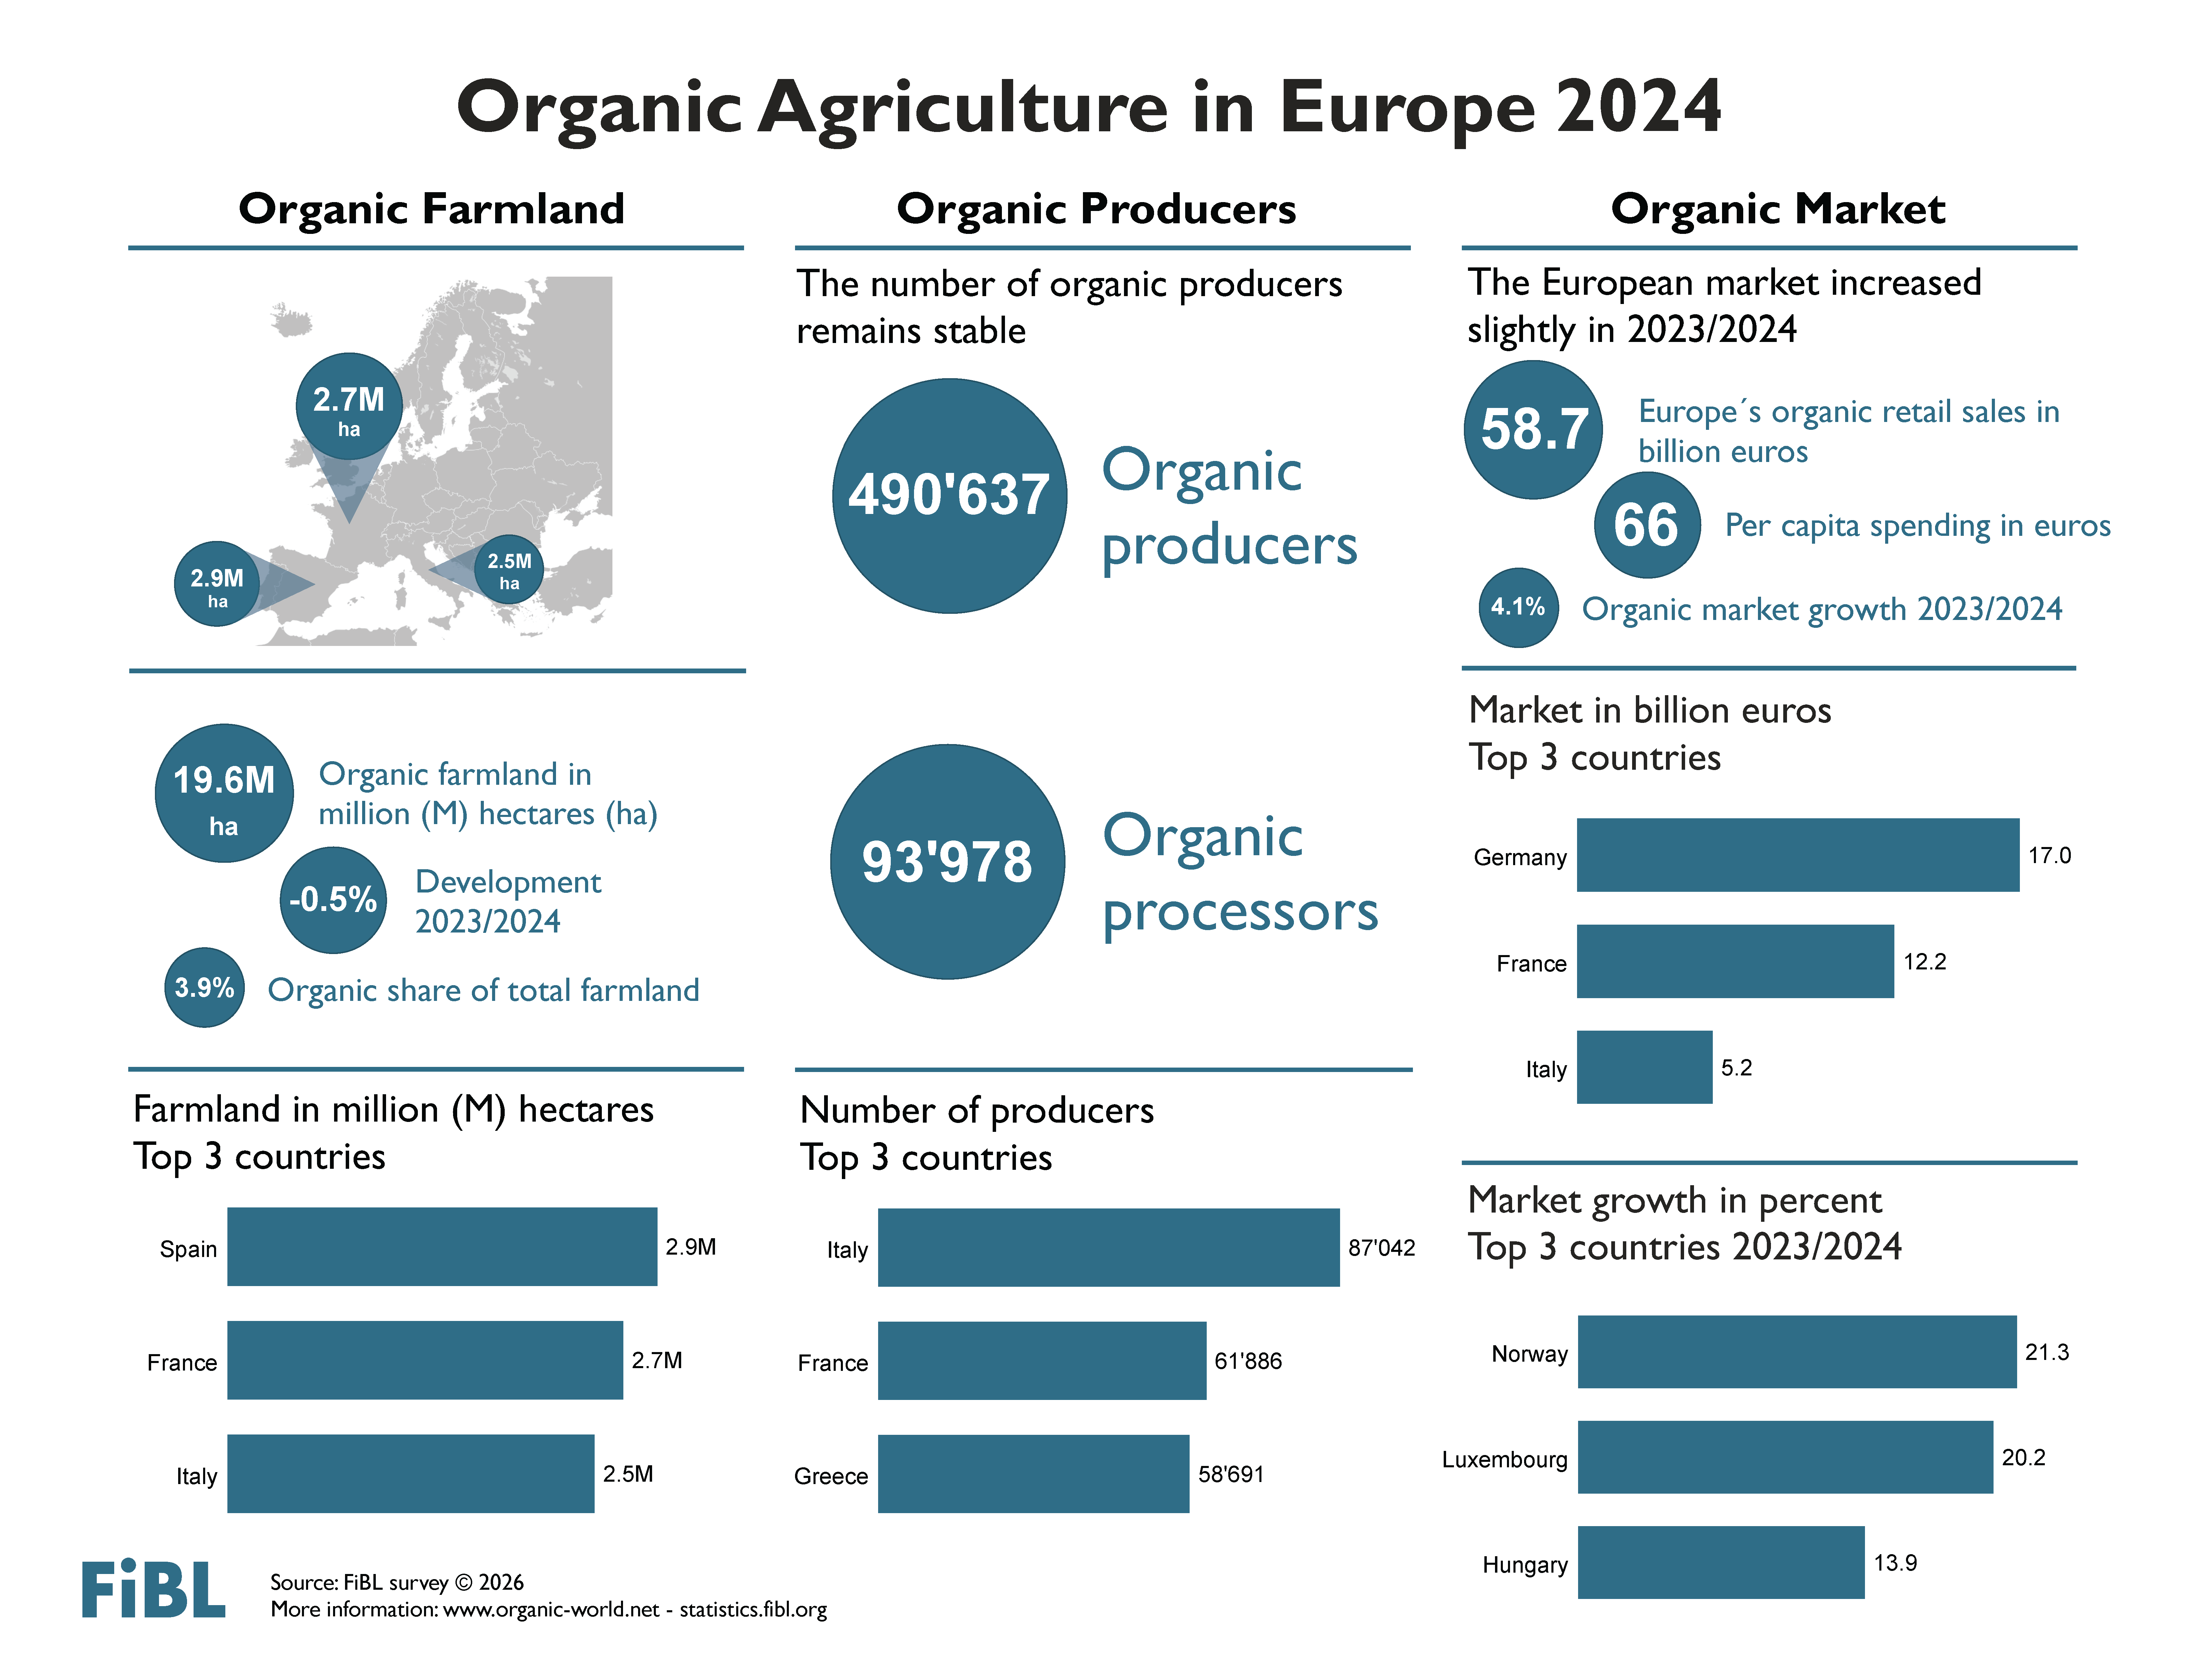 Organic Agriculture in Europe 2024
Organic Farmland
2.7M
ha
2.9M
ha
2.5M
ha
19.6M
ha
Organic farmland in
million (M) hectares (ha)
-0.5%
Development
2023/2024
3.9%
Organic share of total farmland
Farmland in million (M) hectares
Top 3 countries
Spain 2.9M
France 2.7M
Italy 2.5M
Organic Producers
The number of organic producers
remains stable
490'637
Organic
producers
93'978
Organic
processors
Number of producers
Top 3 countries
Italy 87'042
France 61'886
Greece 58'691
Organic Market
The European market increased
slightly in 2023/2024
58.7
Europe´s organic retail sales in
billion euros
66
Per capita spending in euros
4.1%
Organic market growth 2023/2024
Market in billion euros
Top 3 countries
Germany 17.0
France 12.2
Italy 5.2
Market growth in percent
Top 3 countries 2023/2024
Norway 21.3
Luxembourg 20.2
Hungary 13.9
FiBL
Source: FiBL survey © 2026
More information: www.organic-world.net - statistics.fibl.org